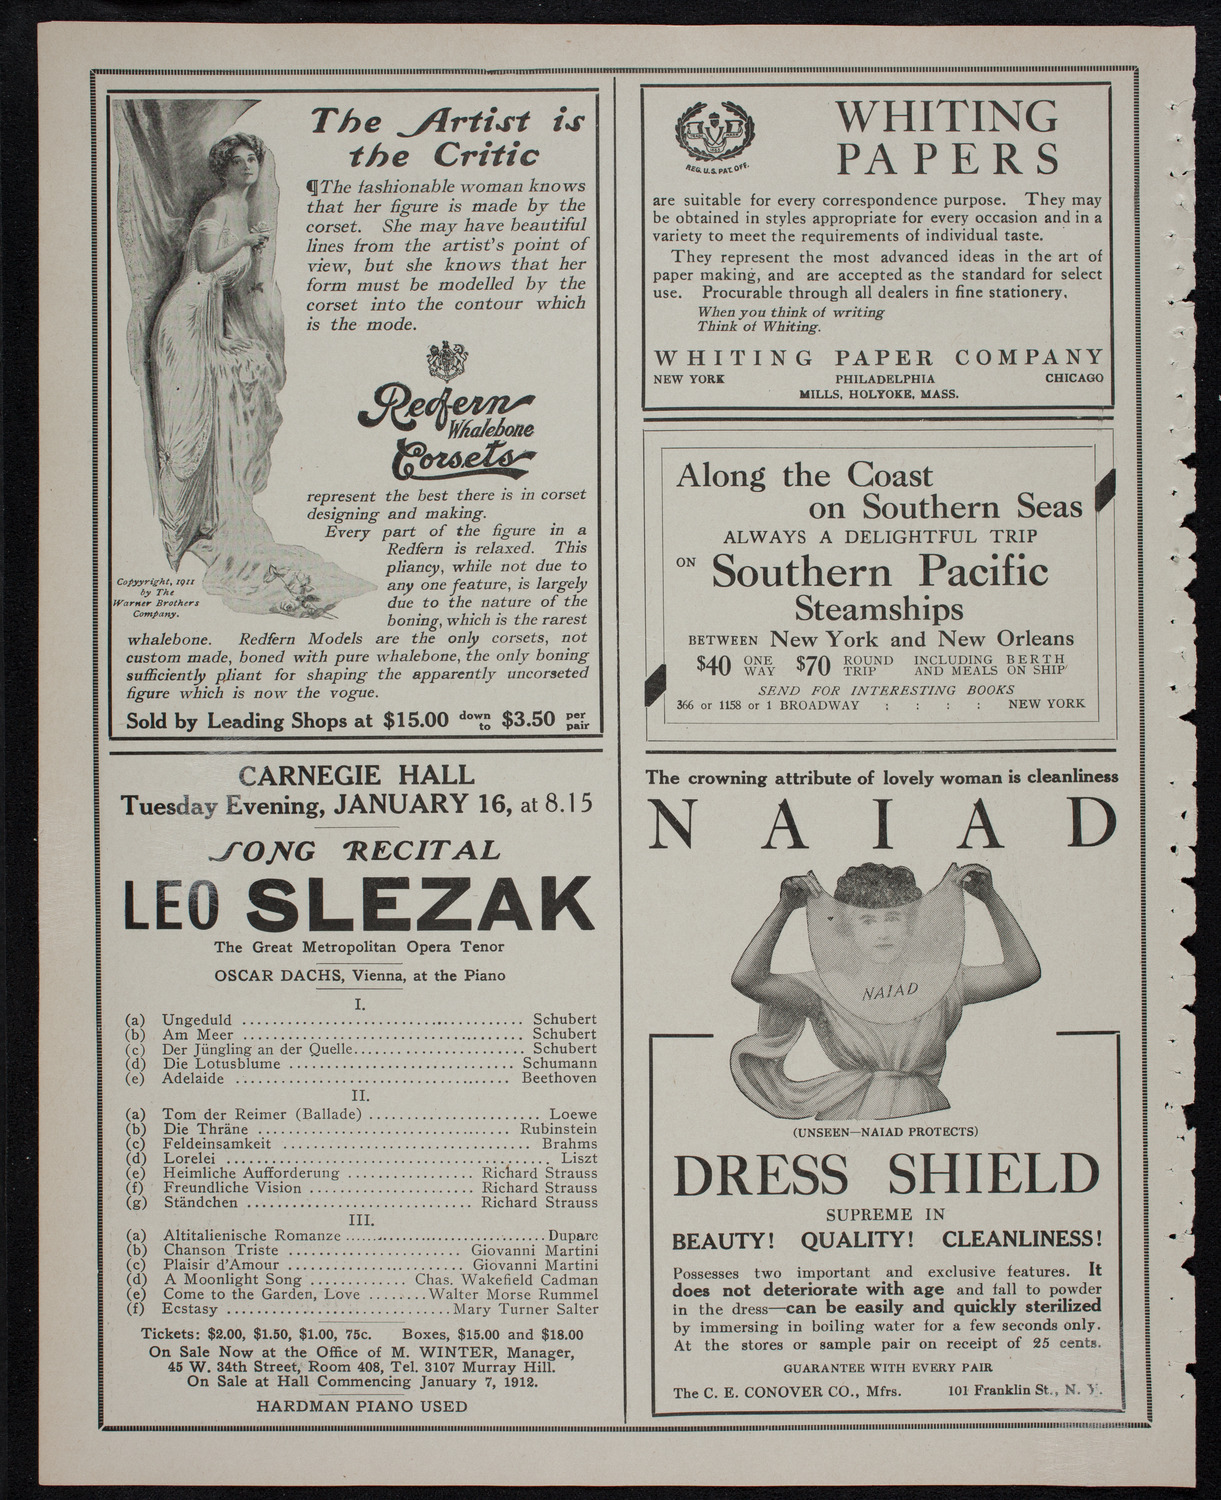 The Artist is
the Critic
¶The fashionable woman knows
that her figure is made by the
corset. She may have beautiful
lines from the artist's point of
view, but she knows that her
form must be modelled by the
corset into the contour which
is the mode.
Redfern
Whalebone
Corsets
represent the best there is in corset
designing and making.
Every part of the figure in a
Redfern is relaxed. This
pliancy, while not due to
any one feature, is largely
due to the nature of the
boning, which is the rarest
Copyright, 1911
by The
Warner Brothers
Company.
whalebone. Redfern Models are the only corsets, not
custom made, boned with pure whalebone, the only boning
sufficiently pliant for shaping the apparently uncorseted
figure which is now the vogue.
Sold by Leading Shops at $15.00 down to $3.50 per pair
CARNEGIE HALL
Tuesday Evening, JANUARY 16, at 8.15
SONG RECITAL
LEO SLEZAK
The Great Metropolitan Opera Tenor
OSCAR DACHS, Vienna, at the Piano
I.
(a) Ungeduld ........ Schubert
(b) Am Meer ........ Schubert
(c) Der Jüngling an der Quelle........ Schubert
(d) Die Lotusblume ........ Schumann
(e) Adelaide ........ Beethoven
II.
(a) Tom der Reimer (Ballade) ........ Loewe
(b) Die Thräne ........ Rubinstein
(c) Feldeinsamkeit ........ Brahms
(d) Lorelei ........ Liszt
(e) Heimliche Aufforderung ........ Richard Strauss
(f) Freundliche Vision ........ Richard Strauss
(g) Ständchen ........ Richard Strauss
III.
(a) Altitalienische Romanze ........ Duparc
(b) Chanson Triste ........ Giovanni Martini
(c) Plaisir d'Amour ........ Giovanni Martini
(d) A Moonlight Song ........ Chas. Wakefield Cadman
(e) Come to the Garden, Love ........ Walter Morse Rummel
(f) Ecstasy ........ Mary Turner Salter
Tickets: $2.00, $1.50, $1.00, 75c. Boxes, $15.00 and $18.00
On Sale Now at the Office of M. WINTER, Manager,
45 W. 34th Street, Room 408, Tel. 3107 Murray Hill.
On Sale at Hall Commencing January 7, 1912.
HARDMAN PIANO USED
REG. U.S. PAT. OFF.
WHITING
PAPERS
are suitable for every correspondence purpose. They may
be obtained in styles appropriate for every occasion and in a
variety to meet the requirements of individual taste.
They represent the most advanced ideas in the art of
paper making, and are accepted as the standard for select
use. Procurable through all dealers in fine stationery.
When you think of writing
Think of Whiting.
WHITING PAPER COMPANY
NEW YORK PHILADELPHIA CHICAGO
MILLS, HOLYOKE, MASS.
Along the Coast
on Southern Seas
ALWAYS A DELIGHTFUL TRIP
ON Southern Pacific
Steamships
BETWEEN New York and New Orleans
$40 ONE WAY $70 ROUND TRIP INCLUDING BERTH AND MEALS ON SHIP
SEND FOR INTERESTING BOOKS
366 or 1158 or 1 BROADWAY : : : : NEW YORK
The crowning attribute of lovely woman is cleanliness
NAIAD
NAIAD
(UNSEEN—NAIAD PROTECTS)
DRESS SHIELD
SUPREME IN
BEAUTY! QUALITY! CLEANLINESS!
Possesses two important and exclusive features. It
does not deteriorate with age and fall to powder
in the dress—can be easily and quickly sterilized
by immersing in boiling water for a few seconds only.
At the stores or sample pair on receipt of 25 cents.
GUARANTEE WITH EVERY PAIR
The C. E. CONOVER CO., Mfrs. 101 Franklin St., N. Y.